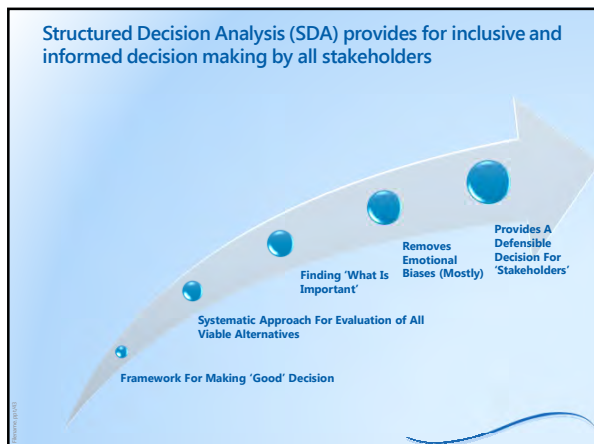 Structured Decision Analysis (SDA) provides for inclusive and
informed decision making by all stakeholders
Provides A
Defensible
Decision For
'Stakeholders'
Removes
Emotional
Biases (Mostly)
Finding 'What Is
Important'
Systematic Approach For Evaluation of All
Viable Alternatives
Framework For Making 'Good' Decision